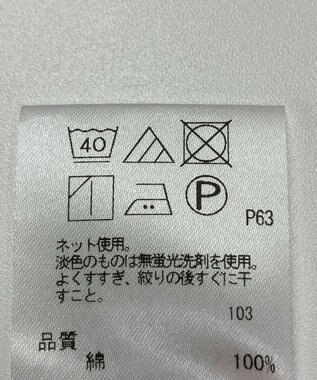 40
P
P63
ネット使用。
淡色のものは無蛍光洗剤を使用。
よくすすぎ、絞りの後すぐに干
すこと。
103
品質
綿 100%